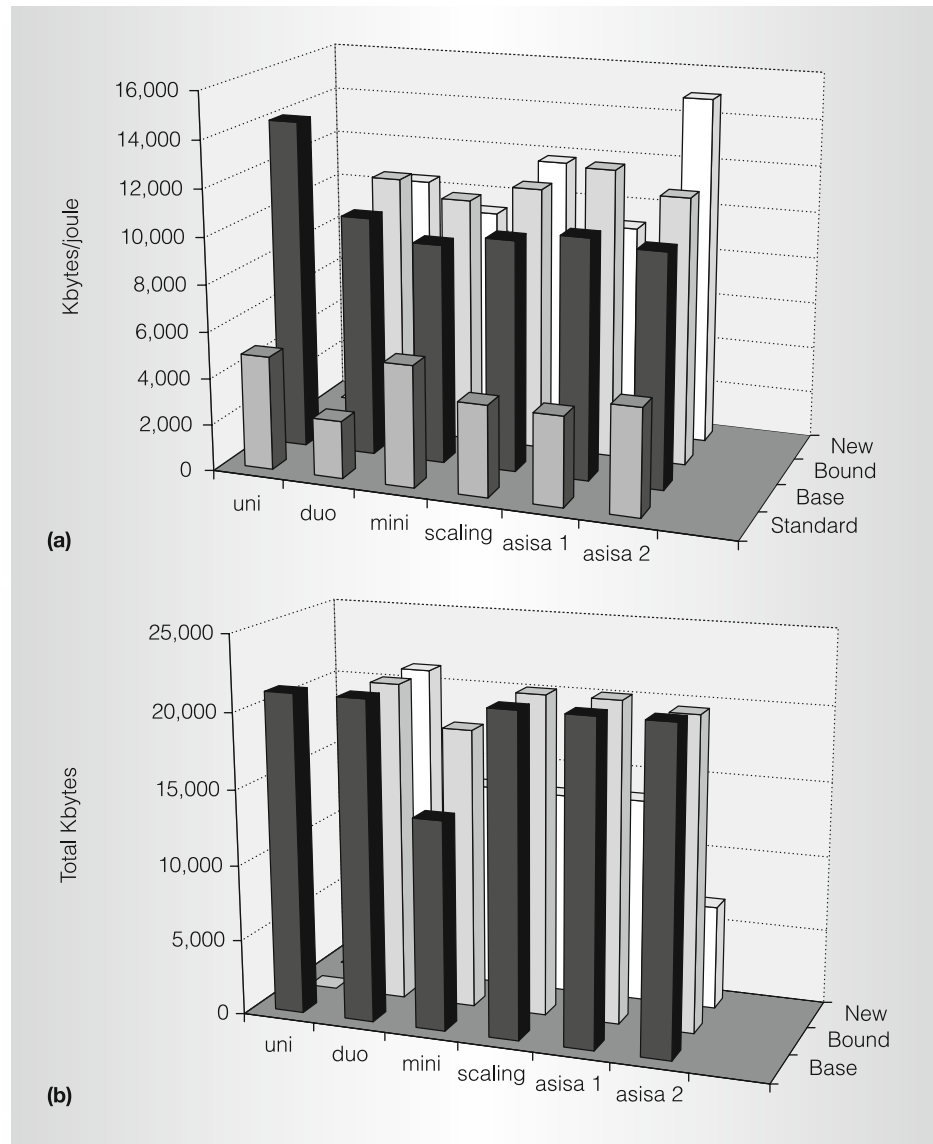 16,000
14,000
12,000
10,000
8,000
6,000
4,000
2,000
0
Kbytes/joule
uni
duo
mini
scaling
asisa 1
asisa 2
New
Bound
Base
Standard
(a)
25,000
20,000
15,000
10,000
5,000
0
Total Kbytes
uni
duo
mini
scaling
asisa 1
asisa 2
New
Bound
Base
(b)